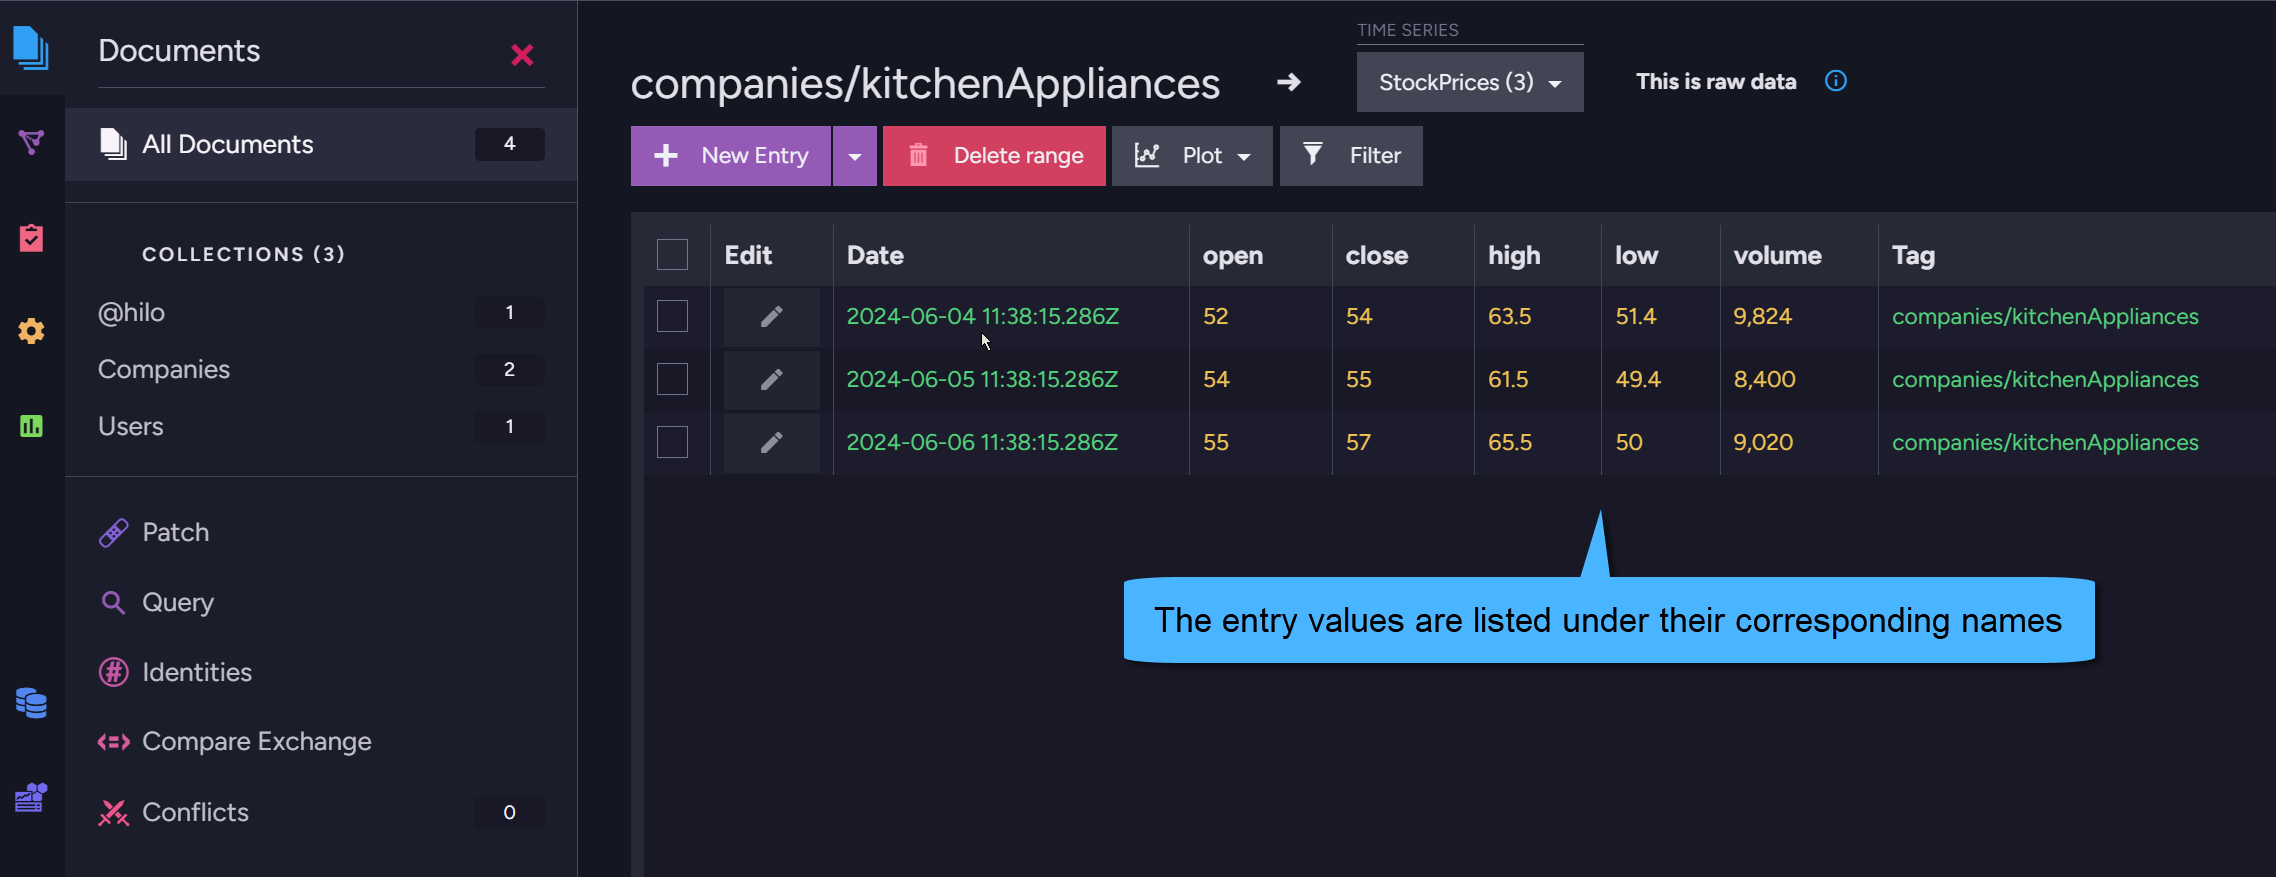 Documents
All Documents 4
COLLECTIONS (3)
@hilo 1
Companies 2
Users 1
Patch
Query
Identities
Compare Exchange
Conflicts 0
TIME SERIES
companies/kitchenAppliances → StockPrices (3) This is raw data
New Entry Delete range Plot Filter
Edit Date open close high low volume Tag
2024-06-04 11:38:15.286Z 52 54 63.5 51.4 9,824 companies/kitchenAppliances
2024-06-05 11:38:15.286Z 54 55 61.5 49.4 8,400 companies/kitchenAppliances
2024-06-06 11:38:15.286Z 55 57 65.5 50 9,020 companies/kitchenAppliances
The entry values are listed under their corresponding names